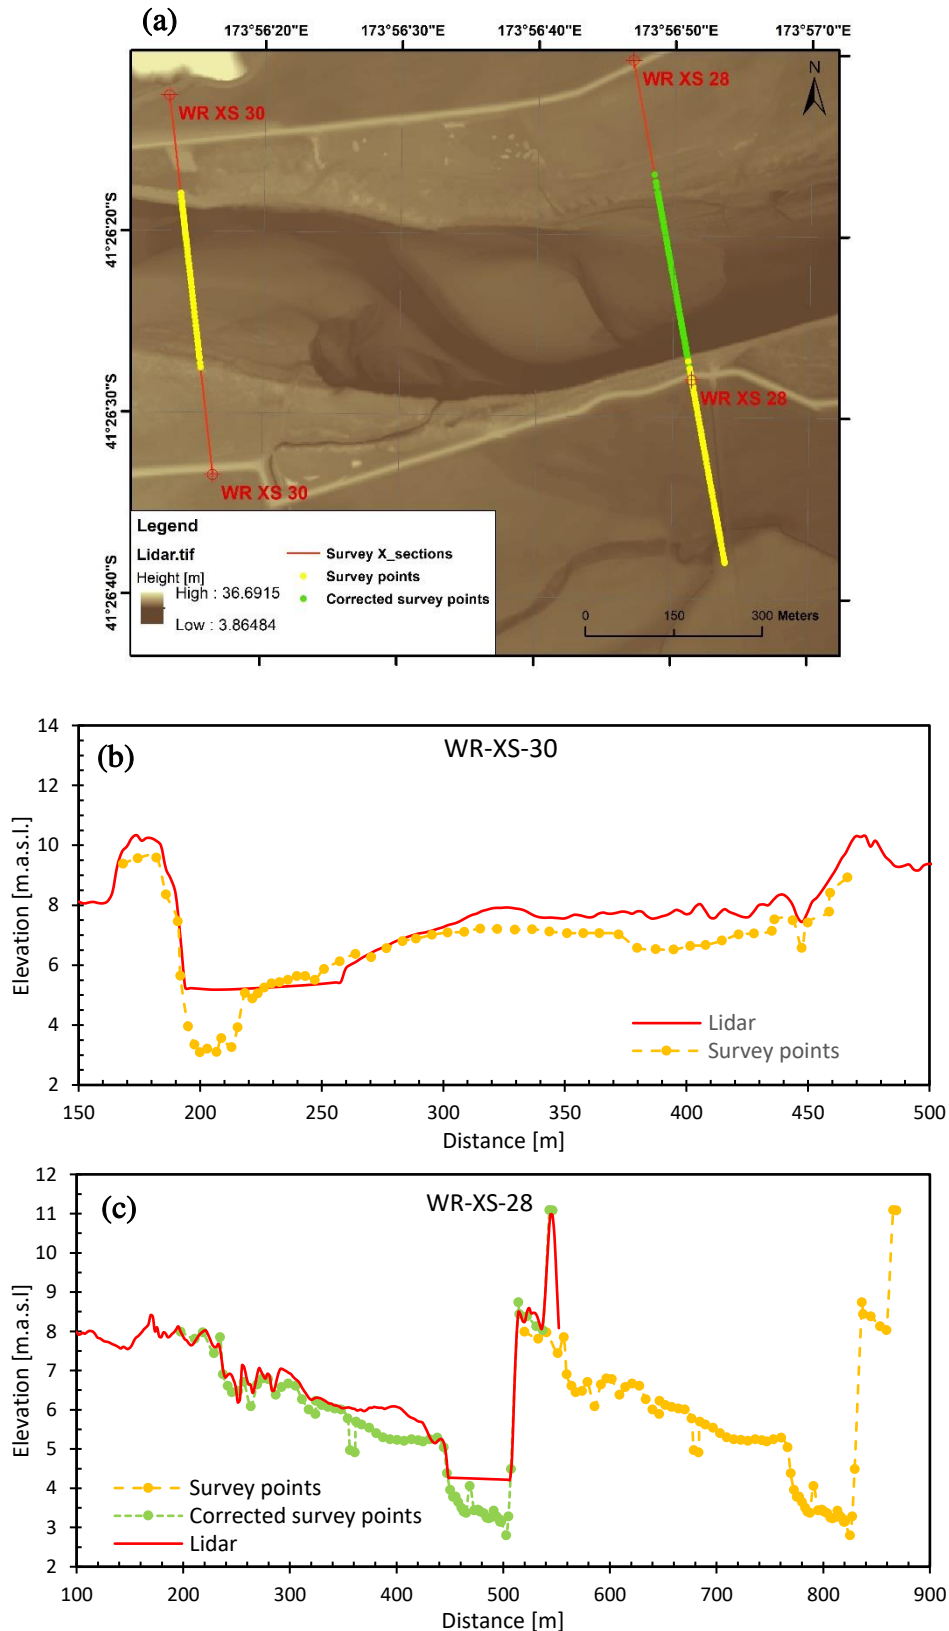 (a)
173°56'20"E 173°56'30"E 173°56'40"E 173°56'50"E 173°57'0"E
N
WR XS 28
WR XS 30
41°26'20"S
WR XS 28
41°26'30"S
WR XS 30
Legend
Lidar.tif
Height [m]
High : 36.6915
Low : 3.86484
Survey X_sections
Survey points
Corrected survey points
41°26'40"S
0 150 300 Meters
(b)
WR-XS-30
Elevation [m.a.s.l.]
14
12
10
8
6
4
2
Lidar
Survey points
150 200 250 300 350 400 450 500
Distance [m]
(c)
WR-XS-28
Elevation [m.a.s.l]
12
11
10
9
8
7
6
5
4
3
2
Survey points
Corrected survey points
Lidar
100 200 300 400 500 600 700 800 900
Distance [m]